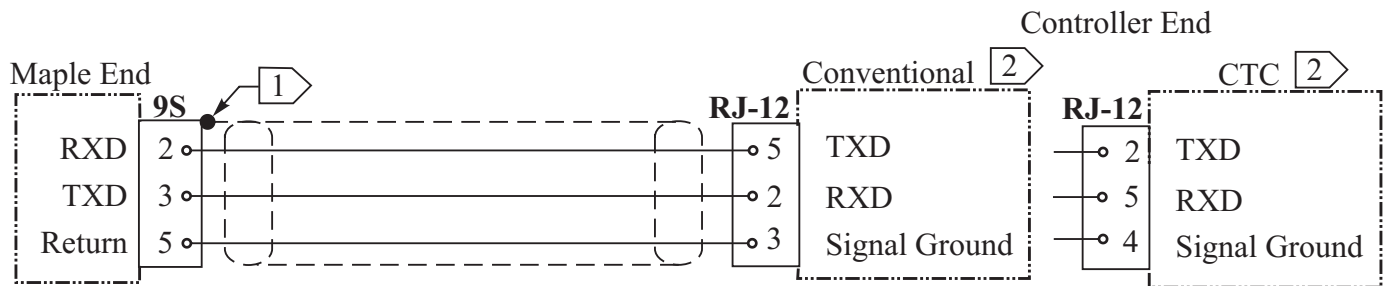 Controller End
Maple End
1
Conventional 2
CTC 2
9S
RJ-12
RJ-12
RXD 2
5 TXD
2 TXD
TXD 3
2 RXD
5 RXD
Return 5
3 Signal Ground
4 Signal Ground